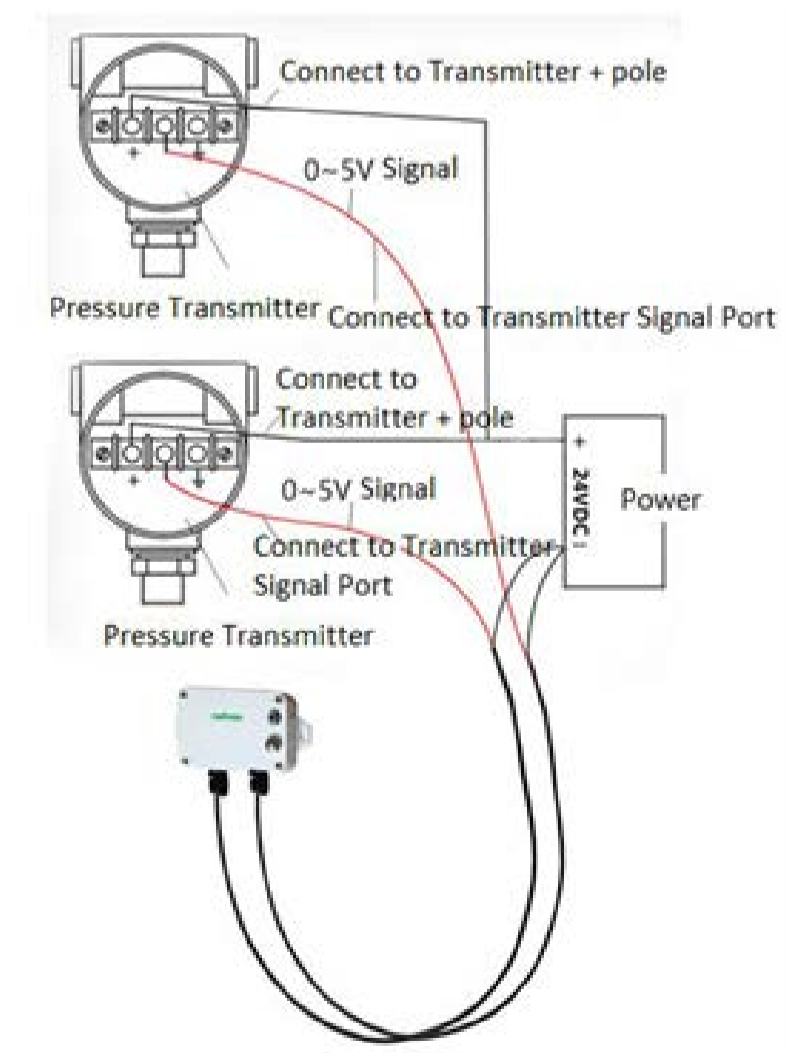 Connect to Transmitter + pole
+
0~5V Signal
Pressure Transmitter
Connect to Transmitter Signal Port
Connect to
Transmitter + pole
+
0~5V Signal
Connect to Transmitter
Signal Port
Pressure Transmitter
+
24VDC
-
Power